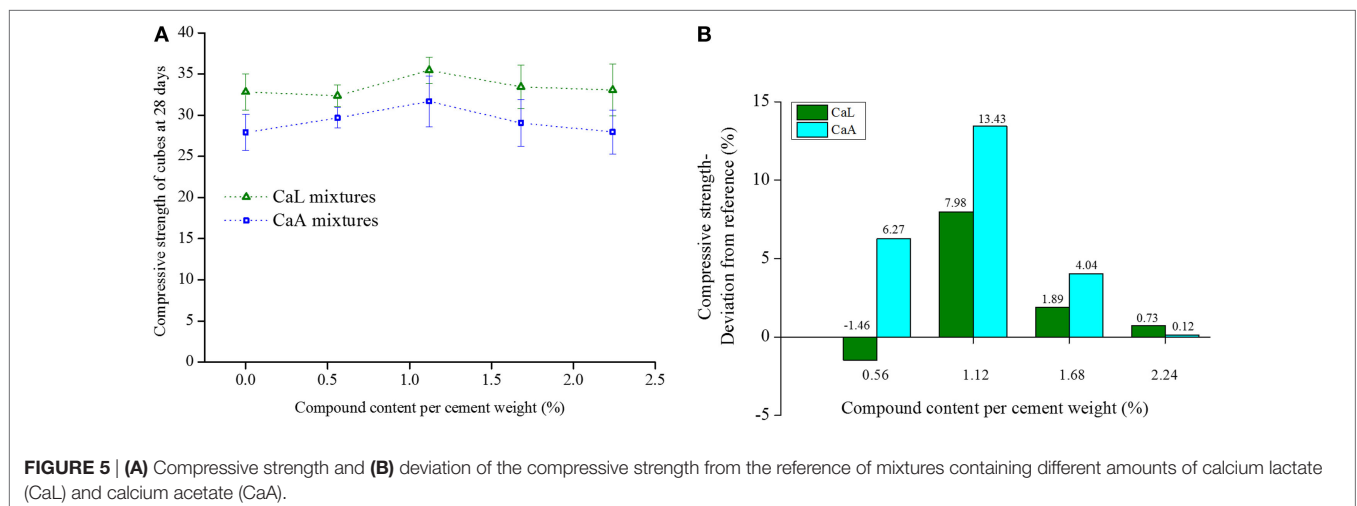 A
Compressive strength of cubes at 28 days
40
35
30
25
20
15
10
5
0
CaL mixtures
CaA mixtures
0.0 0.5 1.0 1.5 2.0 2.5
Compound content per cement weight (%)
B
Compressive strength-
Deviation from reference (%)
15
10
5
0
-5
CaL
CaA
-1.46
6.27
7.98
13.43
1.89
4.04
0.73
0.12
0.56 1.12 1.68 2.24
Compound content per cement weight (%)
FIGURE 5 | (A) Compressive strength and (B) deviation of the compressive strength from the reference of mixtures containing different amounts of calcium lactate
(CaL) and calcium acetate (CaA).